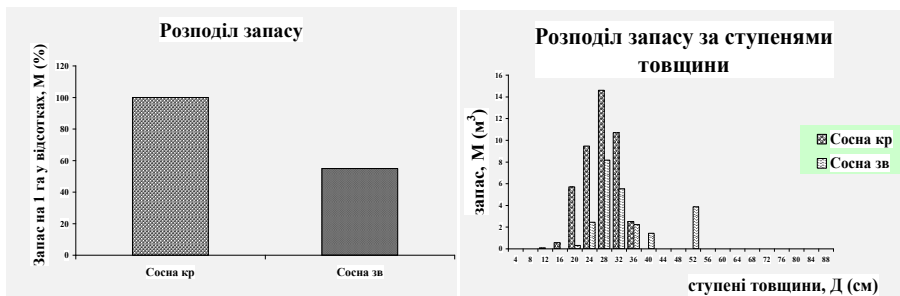 Розподіл запасу
Запас на 1 га у відсотках, М (%)
120
100
80
60
40
20
0
Сосна кр Сосна зв
Розподіл запасу за ступенями
товщини
запас, М (м³)
16
14
12
10
8
6
4
2
0
4 8 12 16 20 24 28 32 36 40 48 52 60 64 68 72 76 80 84 88
ступені товщини, Д (см)
Сосна кр
Сосна зв